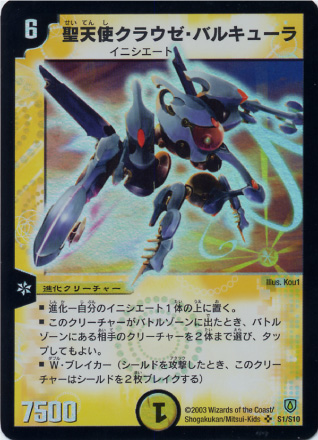 6
せい てん し
聖天使クラウゼ・バルキューラ
イニシエート
Illus. Kou1
進化クリーチャー
■ 進化―自分のイニシエート1体の上に置く。
■ このクリーチャーがバトルゾーンに出たとき、バトル
ゾーンにある相手のクリーチャーを2体まで選び、タッ
プしてもよい。
■ W・ブレイカー（シールドを攻撃したとき、このクリ
ーチャーはシールドを2枚ブレイクする）
7500
1
©2003 Wizards of the Coast/
Shogakukan/Mitsui-Kids S1/S10